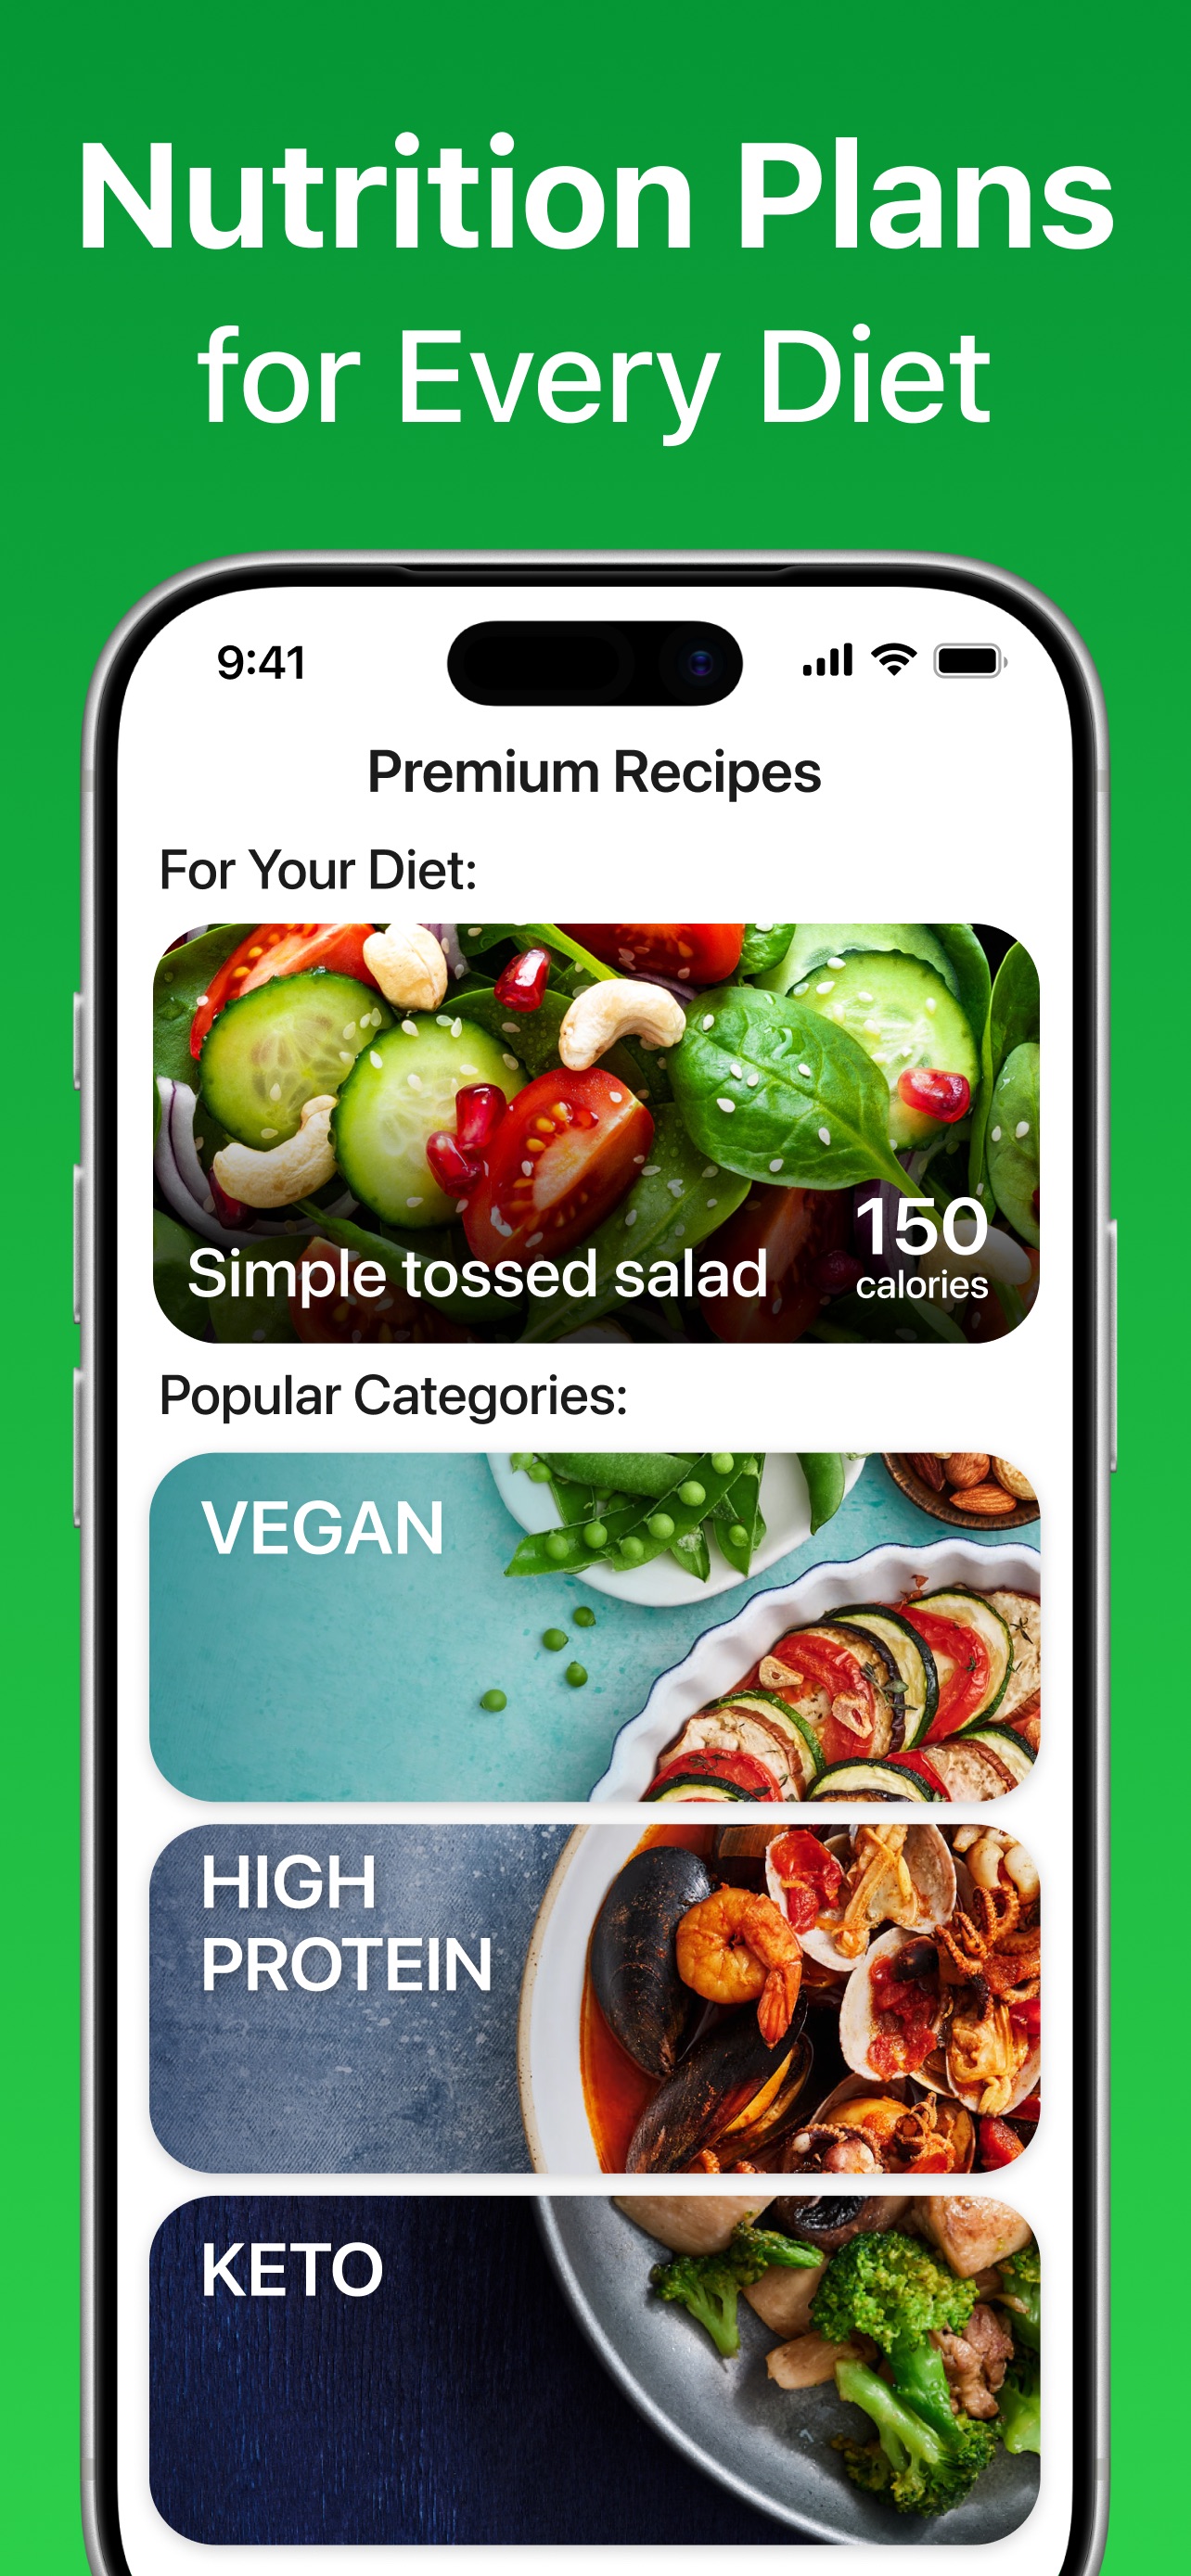 Nutrition Plans
for Every Diet
9:41
Premium Recipes
For Your Diet:
Simple tossed salad
150
calories
Popular Categories:
VEGAN
HIGH
PROTEIN
KETO